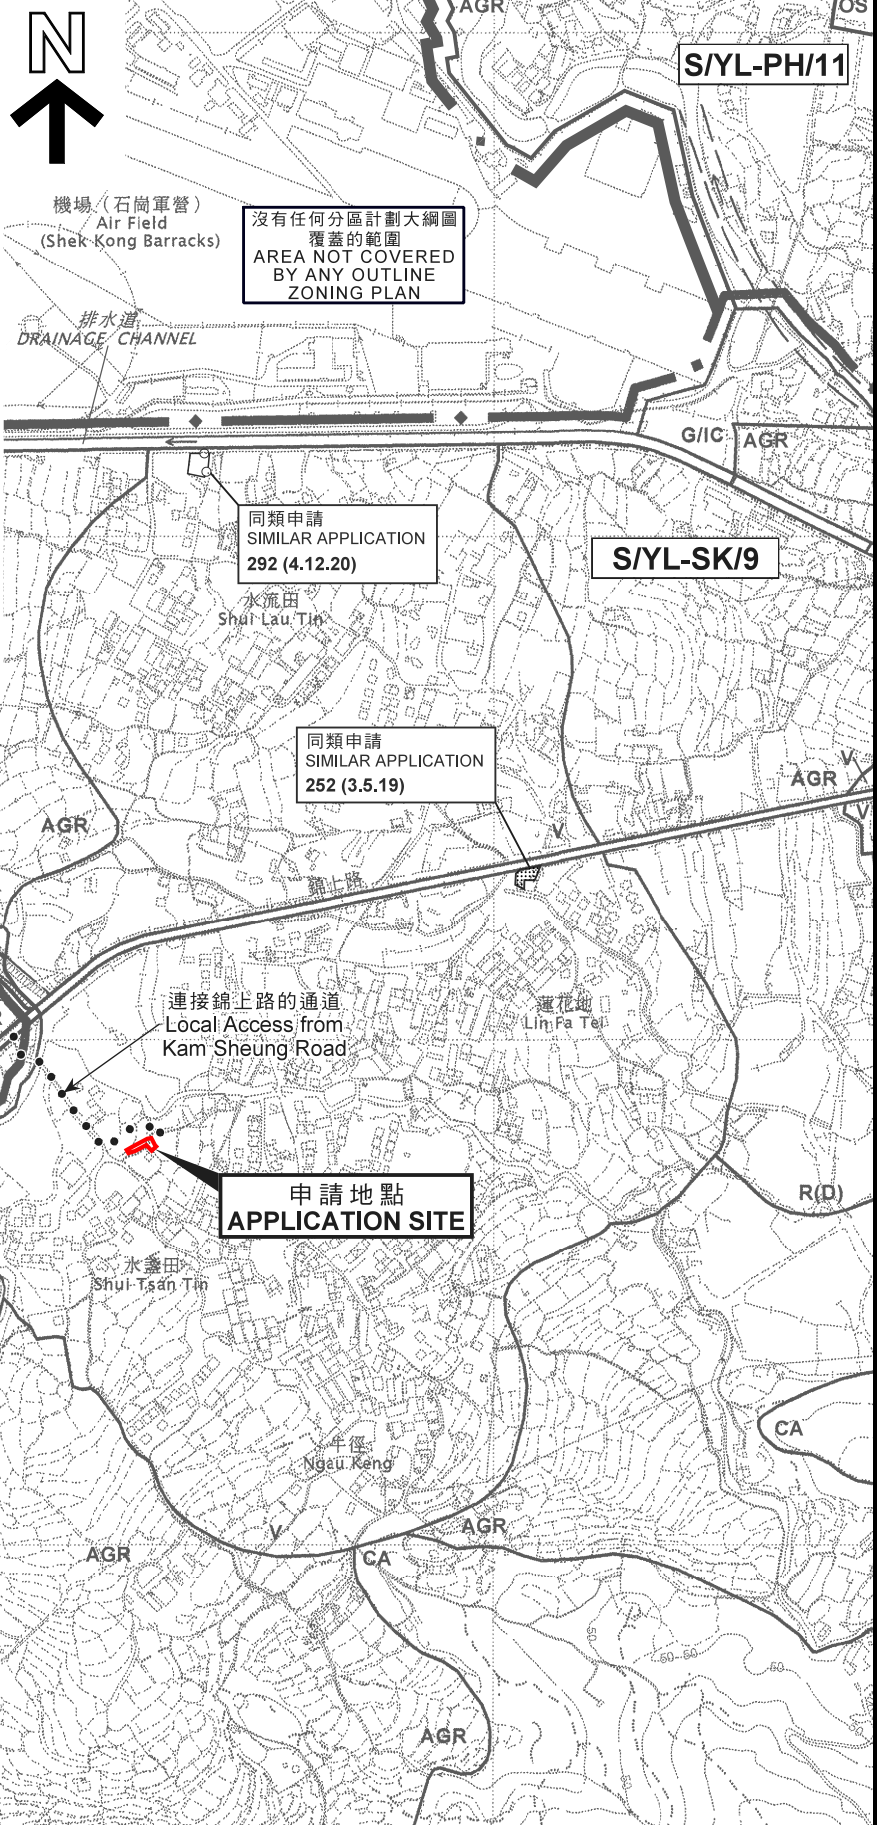 AGR
OS
N
S/YL-PH/11
機場（石崗軍營）
Air Field
(Shek Kong Barracks)
沒有任何分區計劃大綱圖
覆蓋的範圍
AREA NOT COVERED
BY ANY OUTLINE
ZONING PLAN
排水道
DRAINAGE CHANNEL
G/IC
AGR
同類申請
SIMILAR APPLICATION
292 (4.12.20)
S/YL-SK/9
水流田
Shui Lau Tin
同類申請
SIMILAR APPLICATION
252 (3.5.19)
V
AGR
V
AGR
V
錦上路
連接錦上路的通道
Local Access from
Kam Sheung Road
蓮花地
Lin Fa Tei
申請地點
APPLICATION SITE
R(D)
水盞田
Shui Tsan Tin
CA
牛徑
Ngau Keng
V
AGR
AGR
CA
50
50
50
60
AGR